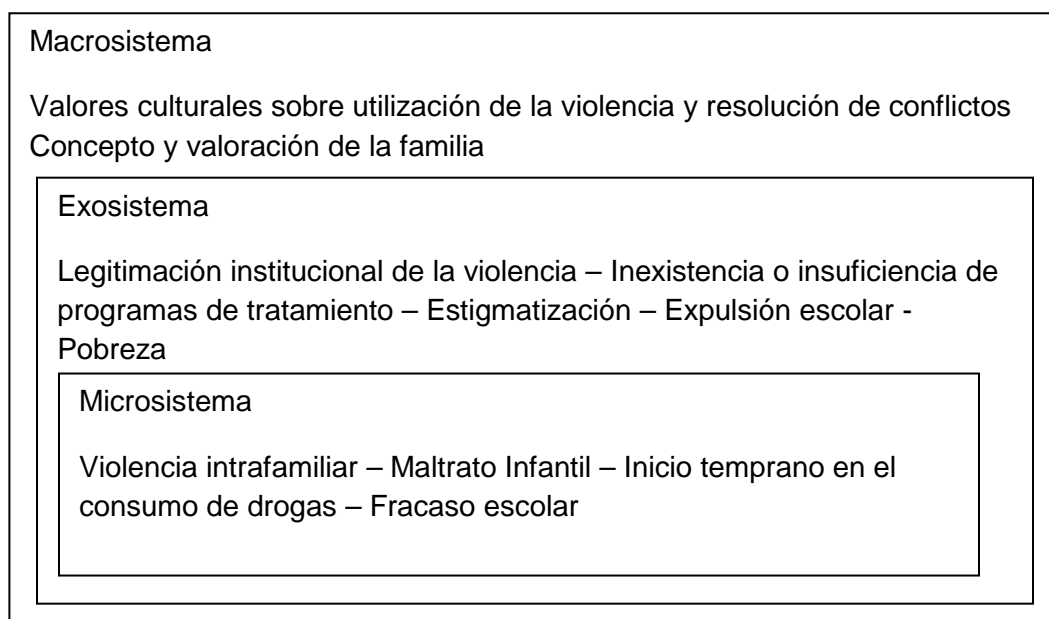 Macrosistema
Valores culturales sobre utilización de la violencia y resolución de conflictos
Concepto y valoración de la familia
Exosistema
Legitimación institucional de la violencia – Inexistencia o insuficiencia de
programas de tratamiento – Estigmatización – Expulsión escolar -
Pobreza
Microsistema
Violencia intrafamiliar – Maltrato Infantil – Inicio temprano en el
consumo de drogas – Fracaso escolar